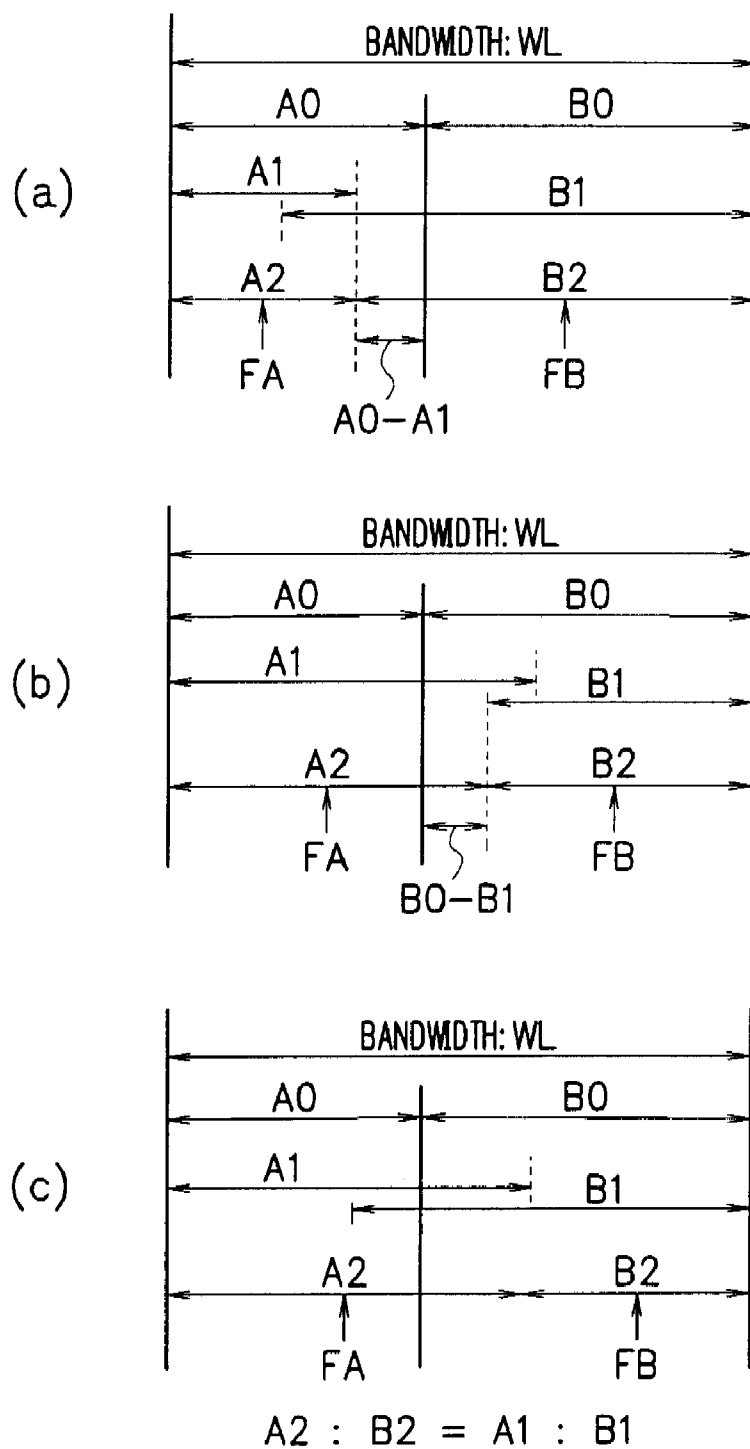 BANDWIDTH: WL
A0 B0
(a)
A1
B1
A2 B2
FA FB
A0-A1
BANDWIDTH: WL
A0 B0
(b)
A1
B1
A2 B2
FA FB
B0-B1
BANDWIDTH: WL
A0 B0
(c)
A1
B1
A2 B2
FA FB
A2 : B2 = A1 : B1